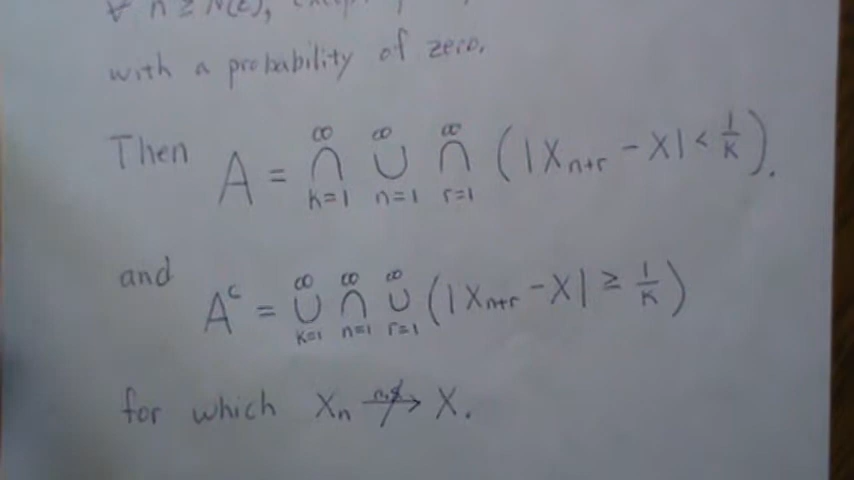 ∀ n ≥ N(ε),
with a probability of zero.
Then A = ∩_{k=1}^{∞} ∪_{n=1}^{∞} ∩_{r=1}^{∞} (|X_{n+r} - X| < 1/K).
and A^c = ∪_{k=1}^{∞} ∩_{n=1}^{∞} ∪_{r=1}^{∞} (|X_{n+r} - X| ≥ 1/K)
for which X_n ↛ X.